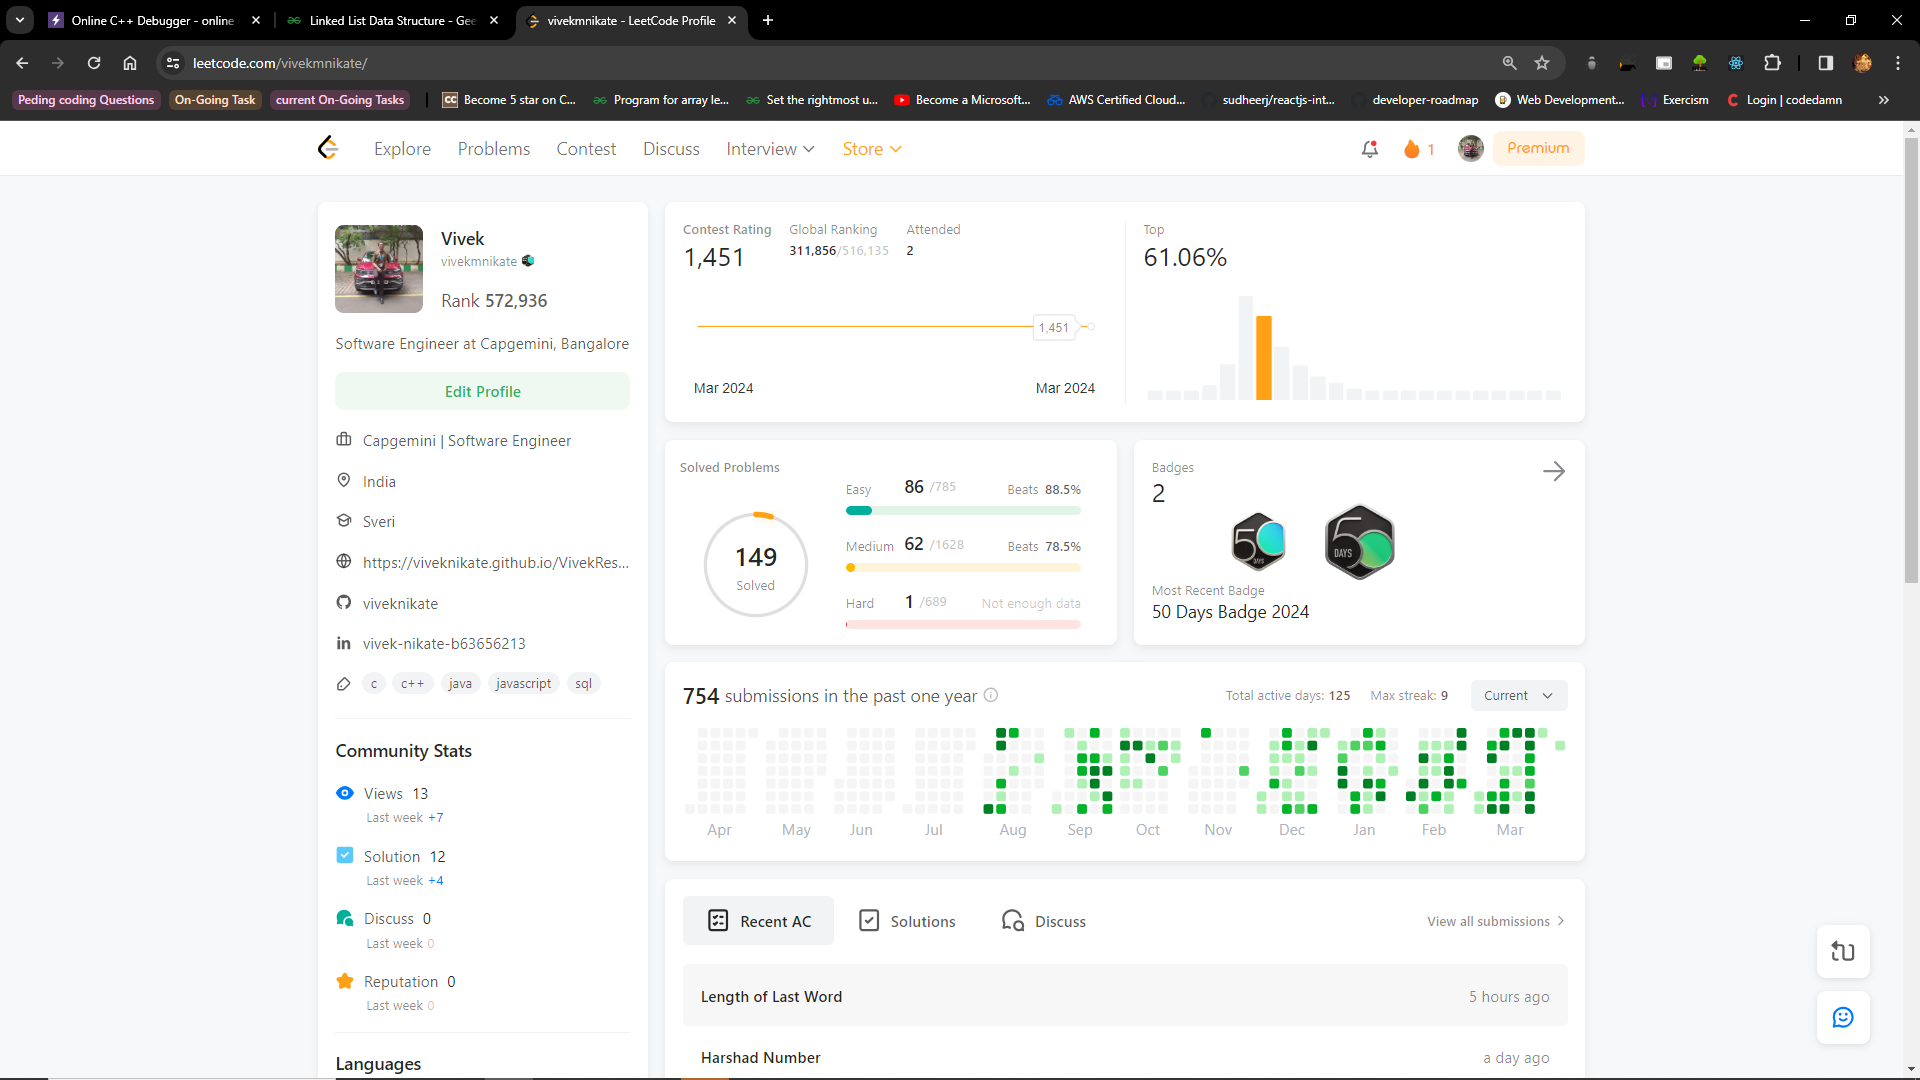 Online C++ Debugger - online
Linked List Data Structure - Gee
vivekmnikate - LeetCode Profile
leetcode.com/vivekmnikate/
Peding coding Questions
On-Going Task
current On-Going Tasks
CC
Become 5 star on C...
Program for array le...
Set the rightmost u...
Become a Microsoft...
AWS Certified Cloud...
sudheerj/reactjs-int...
developer-roadmap
Web Development...
Exercism
Login | codedamn
Explore
Problems
Contest
Discuss
Interview
Store
1
Premium
Vivek
vivekmnikate
Rank 572,936
Software Engineer at Capgemini, Bangalore
Edit Profile
Capgemini | Software Engineer
India
Sveri
https://viveknikate.github.io/VivekRes...
viveknikate
vivek-nikate-b63656213
c
c++
java
javascript
sql
Community Stats
Views 13
Last week +7
Solution 12
Last week +4
Discuss 0
Last week 0
Reputation 0
Last week 0
Languages
Contest Rating
1,451
Global Ranking
311,856/516,135
Attended
2
1,451
Mar 2024
Mar 2024
Top
61.06%
Solved Problems
149
Solved
Easy 86 /785 Beats 88.5%
Medium 62 /1628 Beats 78.5%
Hard 1 /689 Not enough data
Badges
2
50
DAYS
50
DAYS
Most Recent Badge
50 Days Badge 2024
754 submissions in the past one year
Total active days: 125
Max streak: 9
Current
Apr
May
Jun
Jul
Aug
Sep
Oct
Nov
Dec
Jan
Feb
Mar
Recent AC
Solutions
Discuss
View all submissions
Length of Last Word
5 hours ago
Harshad Number
a day ago